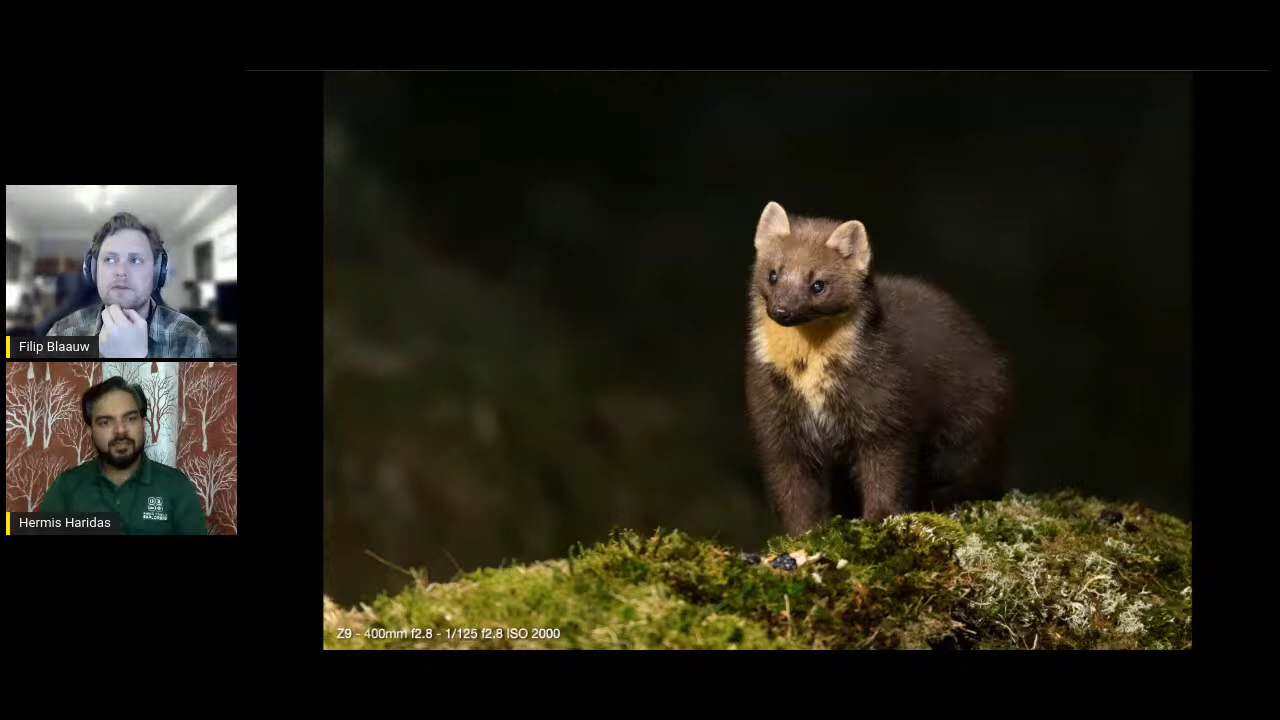 Filip Blaauw
Hermis Haridas
Z9 - 400mm f2.8 - 1/125 f2.8 ISO 2000